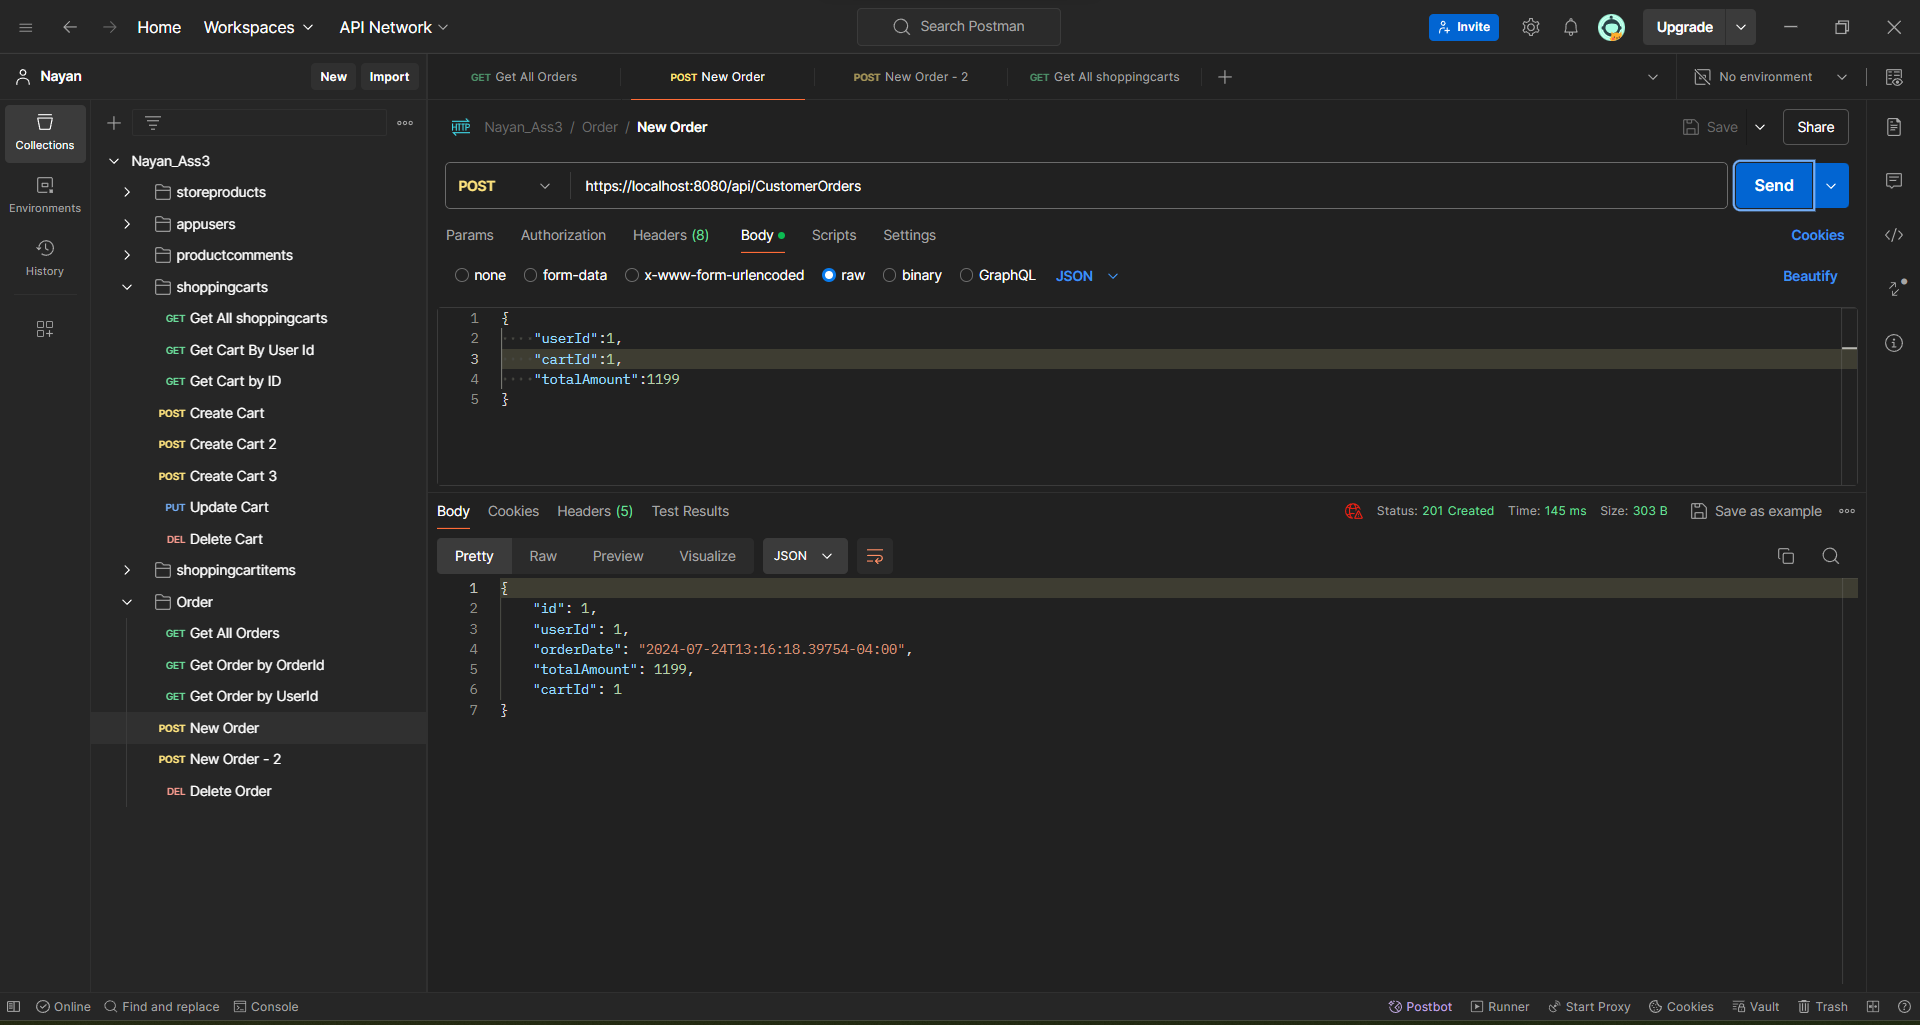 Home Workspaces API Network Search Postman Invite Upgrade
Nayan New Import GET Get All Orders POST New Order POST New Order - 2 GET Get All shoppingcarts No environment
Collections
Environments
History
Nayan_Ass3
storeproducts
appusers
productcomments
shoppingcarts
GET Get All shoppingcarts
GET Get Cart By User Id
GET Get Cart by ID
POST Create Cart
POST Create Cart 2
POST Create Cart 3
PUT Update Cart
DEL Delete Cart
shoppingcartitems
Order
GET Get All Orders
GET Get Order by OrderId
GET Get Order by UserId
POST New Order
POST New Order - 2
DEL Delete Order
HTTP Nayan_Ass3 / Order / New Order Save Share
POST https://localhost:8080/api/CustomerOrders Send
Params Authorization Headers (8) Body Scripts Settings Cookies
none form-data x-www-form-urlencoded raw binary GraphQL JSON Beautify
1 {
2 "userId":1,
3 "cartId":1,
4 "totalAmount":1199
5 }
Body Cookies Headers (5) Test Results Status: 201 Created Time: 145 ms Size: 303 B Save as example
Pretty Raw Preview Visualize JSON
1 {
2 "id": 1,
3 "userId": 1,
4 "orderDate": "2024-07-24T13:16:18.39754-04:00",
5 "totalAmount": 1199,
6 "cartId": 1
7 }
Online Find and replace Console Postbot Runner Start Proxy Cookies Vault Trash